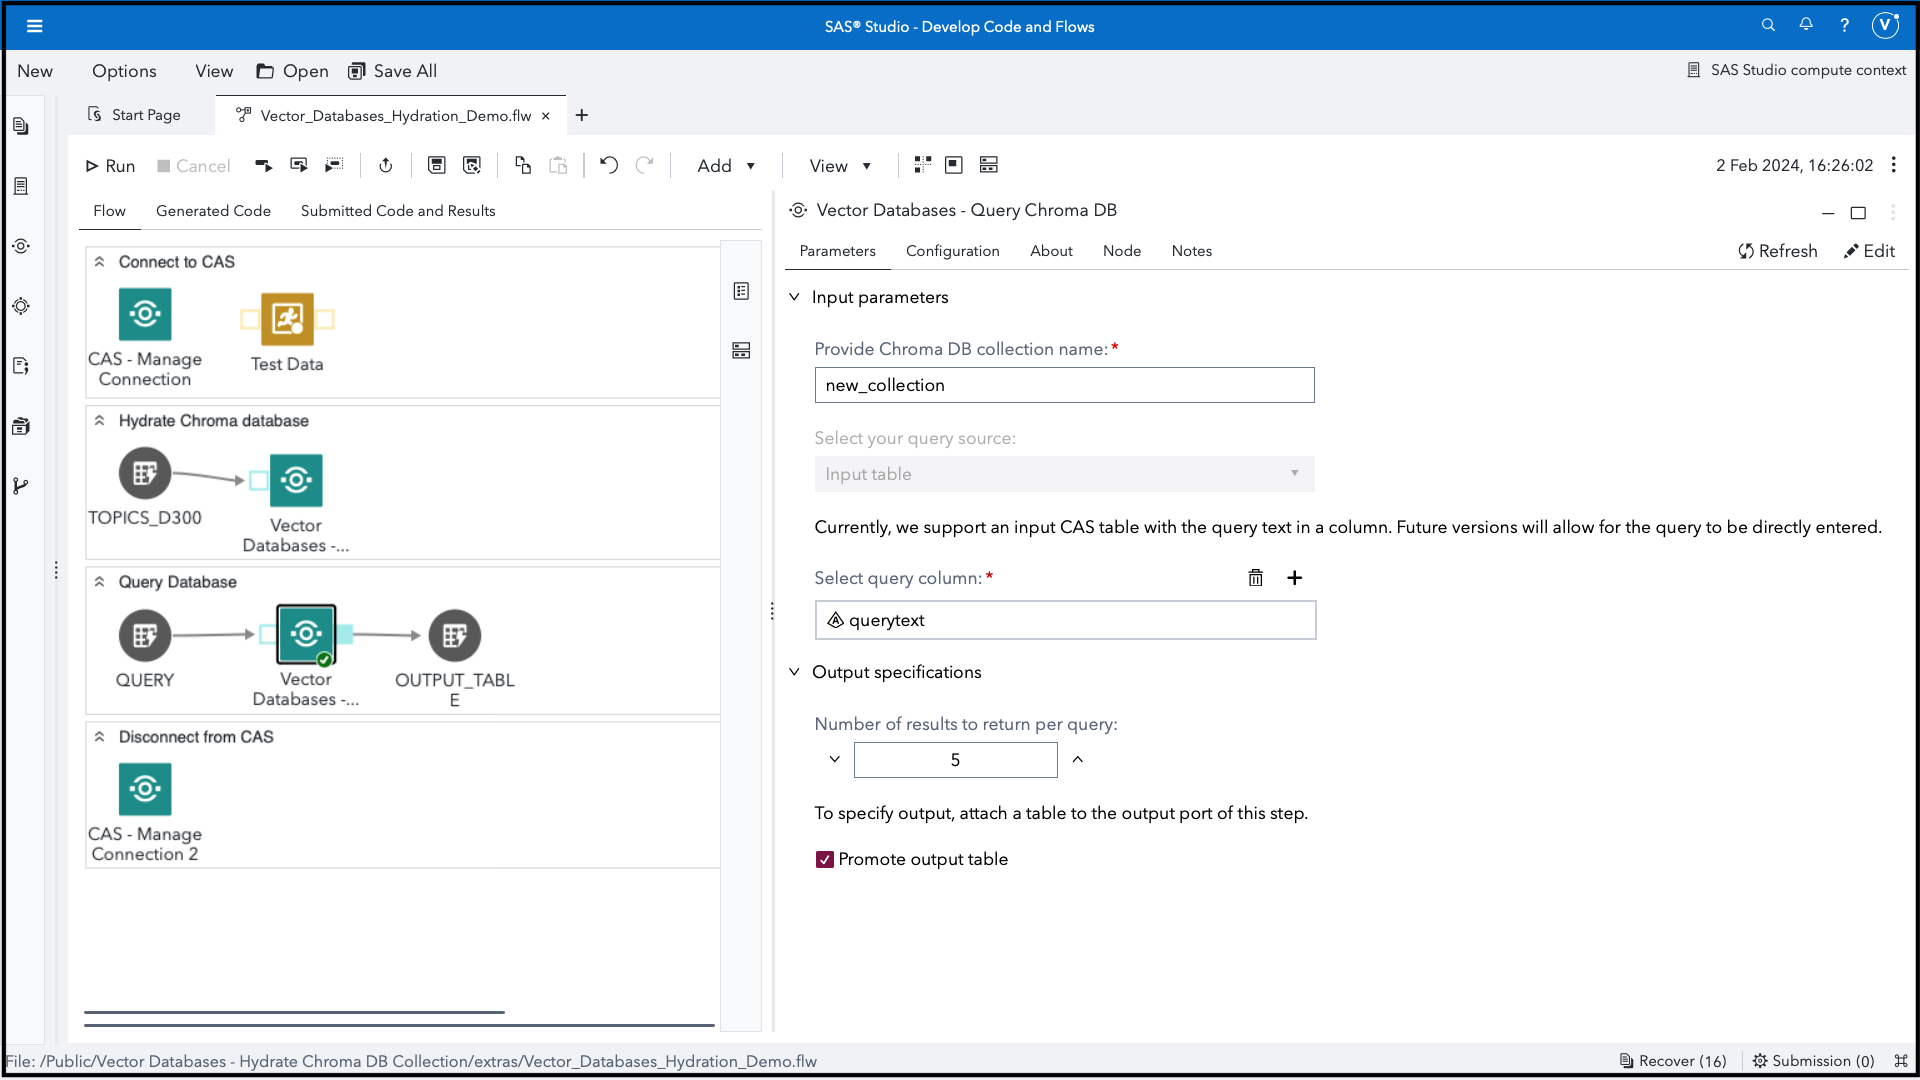 SAS® Studio - Develop Code and Flows
?
V
New
Options
View
Open
Save All
SAS Studio compute context
Start Page
Vector_Databases_Hydration_Demo.flw
Run
Cancel
Add
View
2 Feb 2024, 16:26:02
Flow
Generated Code
Submitted Code and Results
Connect to CAS
CAS - Manage
Connection
Test Data
Hydrate Chroma database
TOPICS_D300
Vector
Databases -...
Query Database
QUERY
Vector
Databases -...
OUTPUT_TABL
E
Disconnect from CAS
CAS - Manage
Connection 2
Vector Databases - Query Chroma DB
Parameters
Configuration
About
Node
Notes
Refresh
Edit
Input parameters
Provide Chroma DB collection name: *
new_collection
Select your query source:
Input table
Currently, we support an input CAS table with the query text in a column. Future versions will allow for the query to be directly entered.
Select query column: *
querytext
Output specifications
Number of results to return per query:
5
To specify output, attach a table to the output port of this step.
Promote output table
File: /Public/Vector Databases - Hydrate Chroma DB Collection/extras/Vector_Databases_Hydration_Demo.flw
Recover (16)
Submission (0)